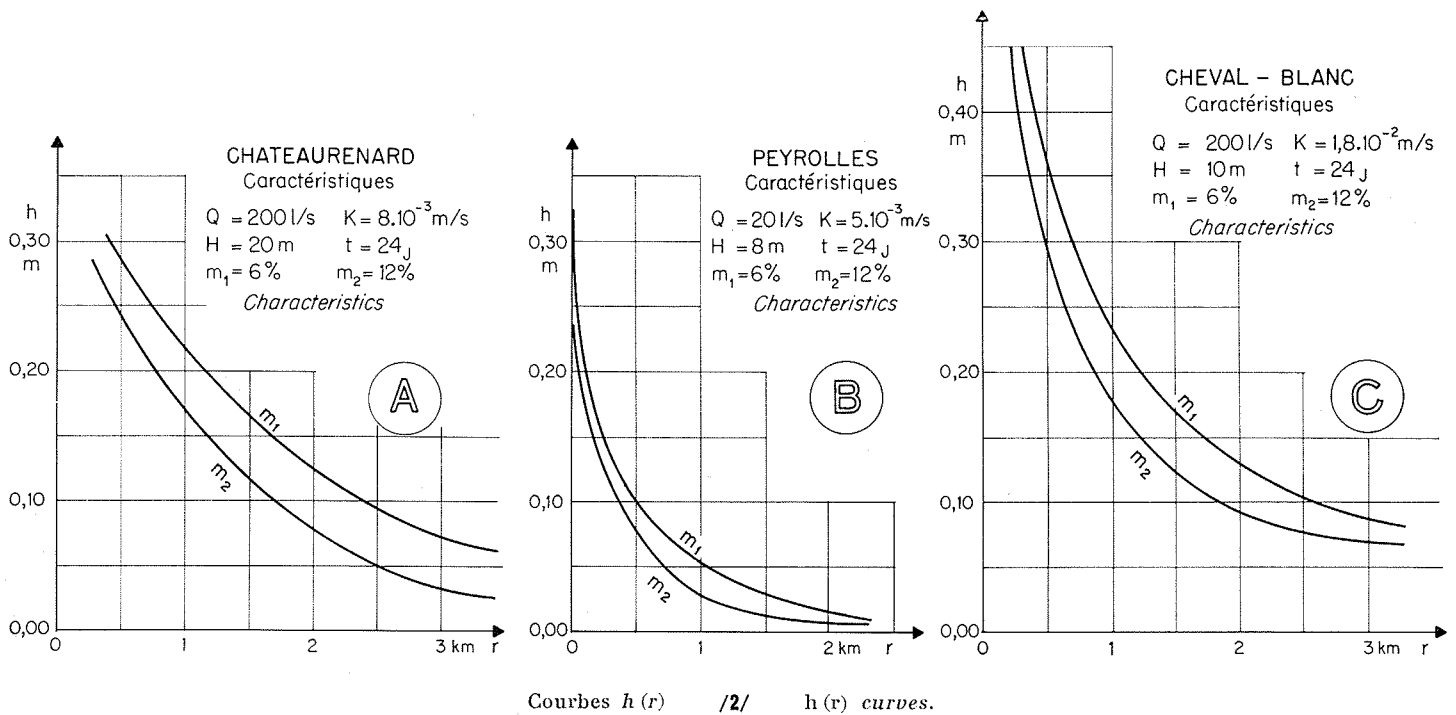 CHATEAURENARD
Caractéristiques
Q = 200 l/s K = 8.10⁻³ m/s
H = 20 m t = 24 J
m₁ = 6% m₂ = 12%
Characteristics
h
m
0,30
0,20
0,10
0,00
0 1 2 3 km r
m₁
m₂
A
PEYROLLES
Caractéristiques
Q = 20 l/s K = 5.10⁻³ m/s
H = 8 m t = 24 J
m₁ = 6% m₂ = 12%
Characteristics
h
0,30
m
0,20
0,10
0,00
0 1 2 km r
m₁
m₂
B
CHEVAL - BLANC
Caractéristiques
Q = 200 l/s K = 1,8.10⁻² m/s
H = 10 m t = 24 J
m₁ = 6% m₂ = 12%
Characteristics
h
0,40
m
0,30
0,20
0,10
0,00
0 1 2 3 km r
m₁
m₂
C
Courbes h (r) /2/ h (r) curves.